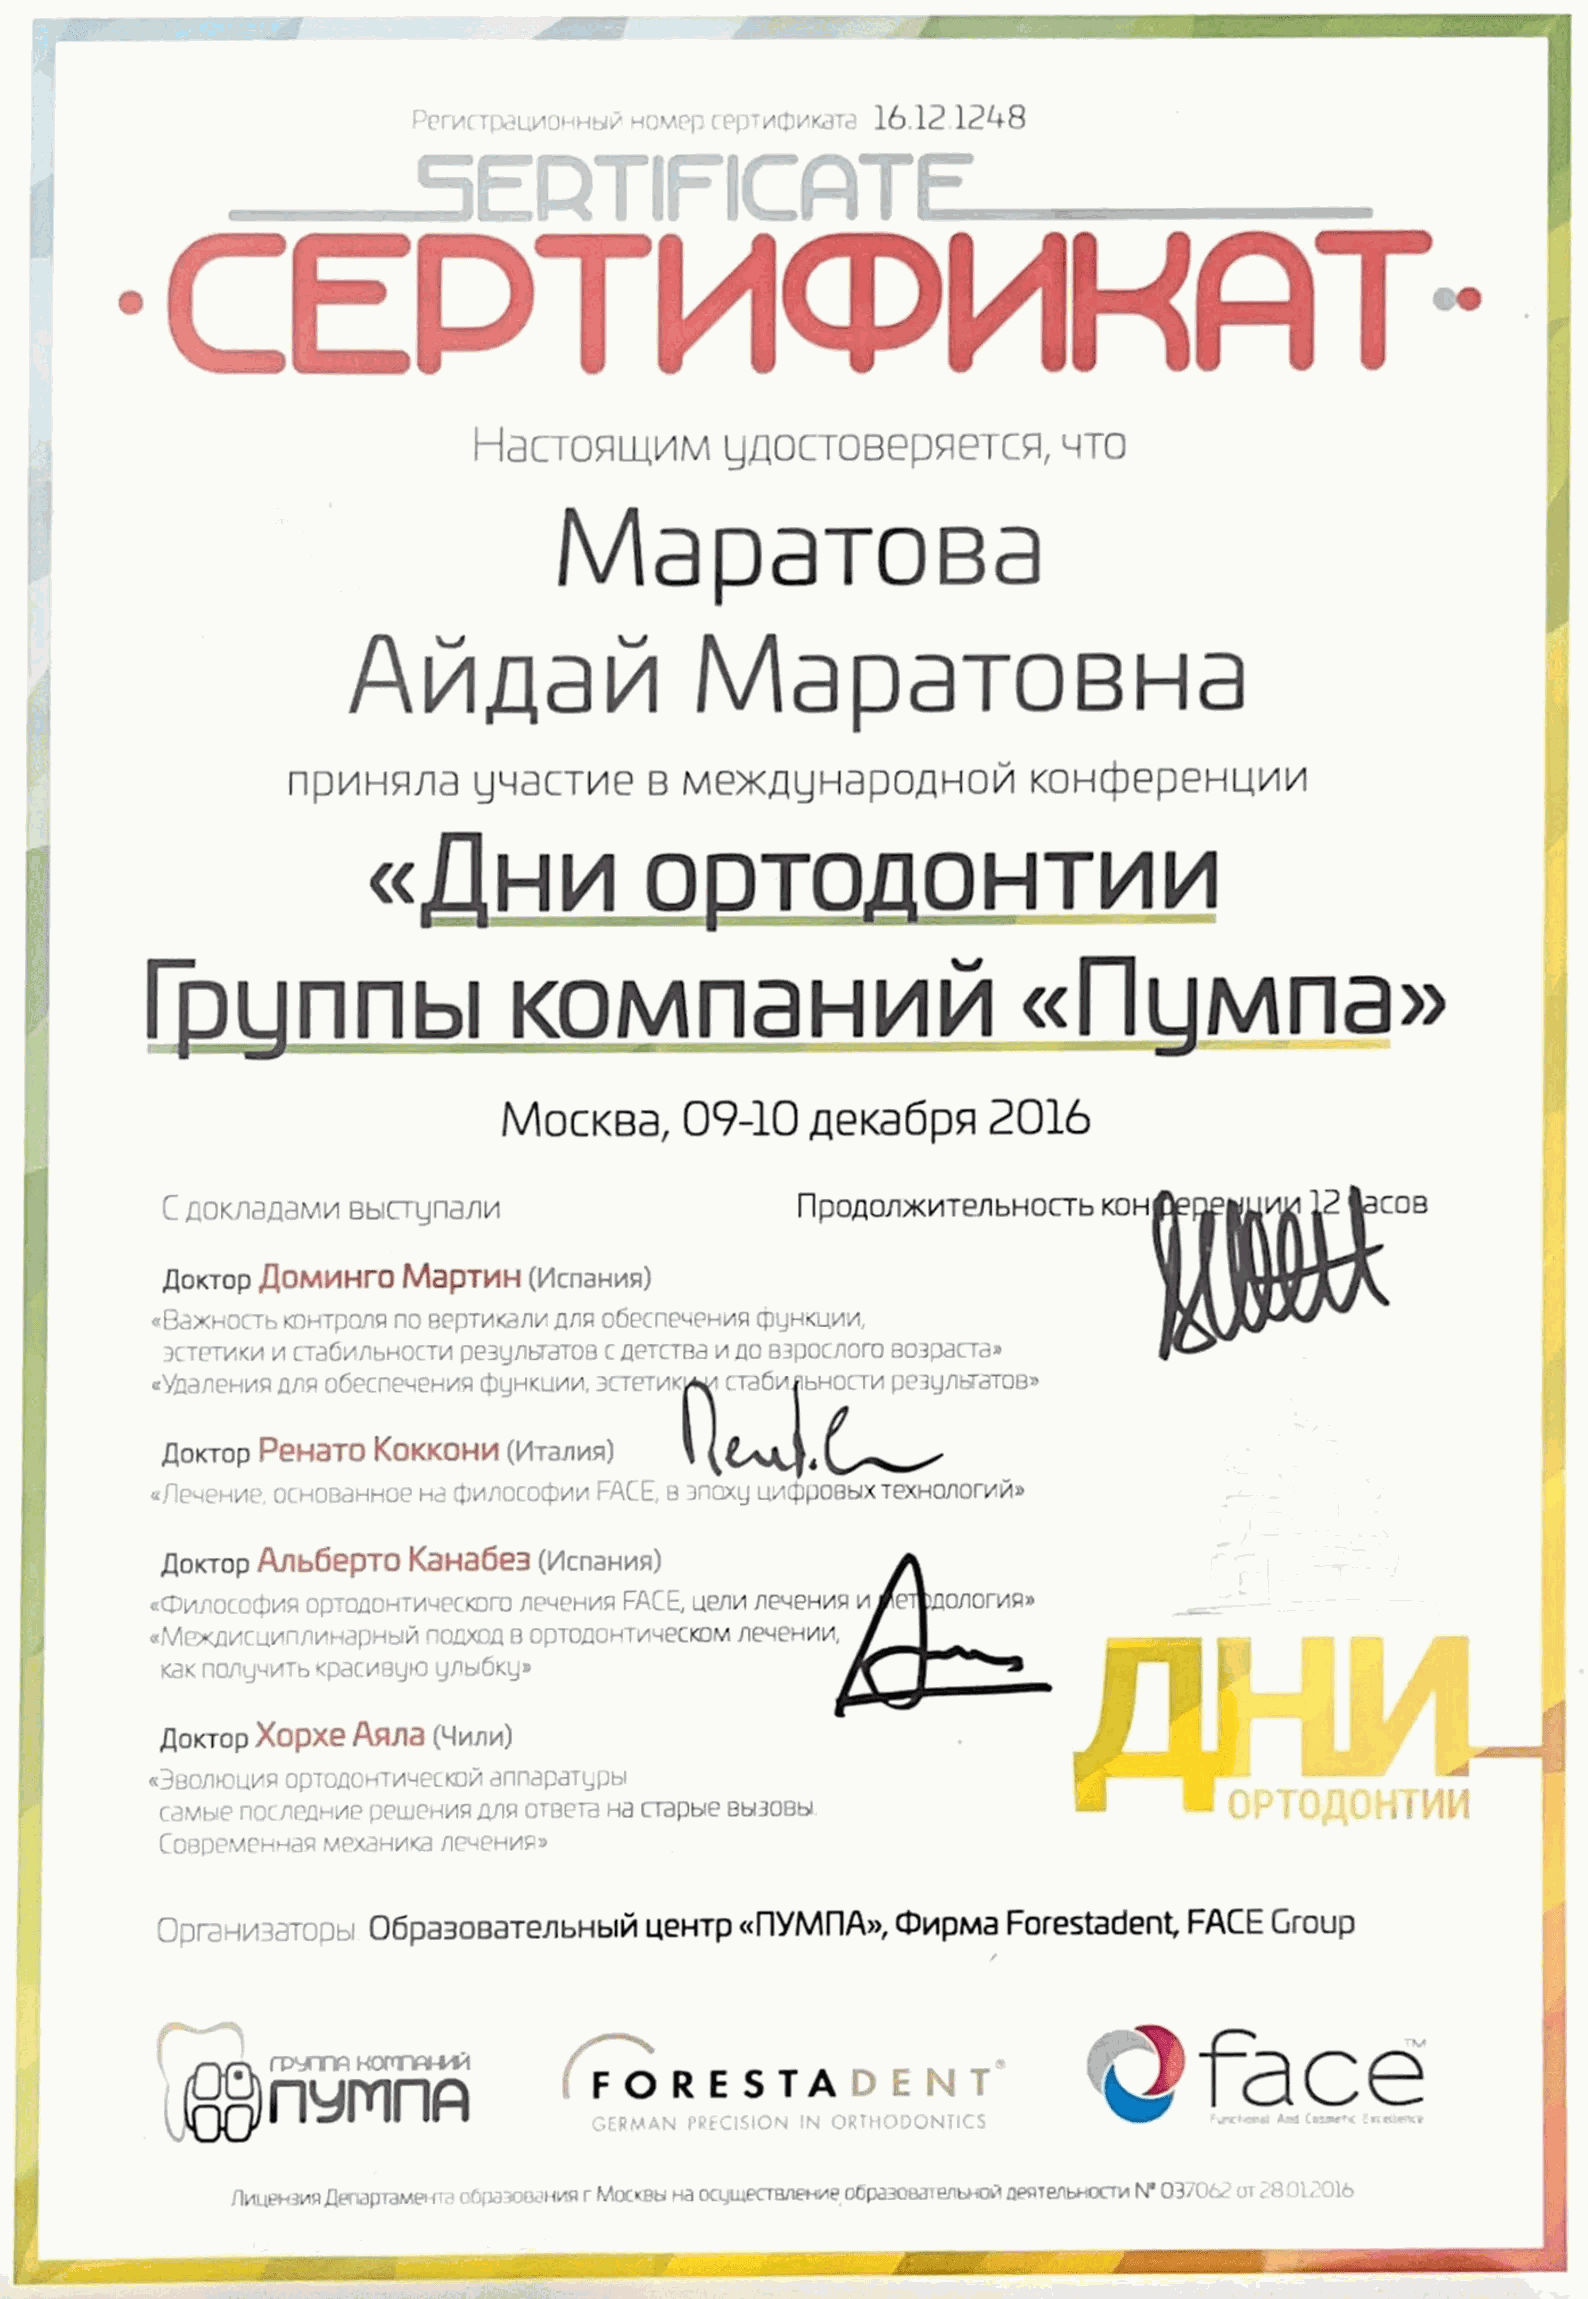 Регистрационный номер сертификата 16.12.1248
SERTIFICATE
СЕРТИФИКАТ
Настоящим удостоверяется, что
Маратова
Айдай Маратовна
приняла участие в международной конференции
«Дни ортодонтии
Группы компаний «Пумпа»
Москва, 09-10 декабря 2016
С докладами выступали
Продолжительность конференции 12 часов
Доктор Доминго Мартин (Испания)
«Важность контроля по вертикали для обеспечения функции,
эстетики и стабильности результатов с детства и до взрослого возраста»
«Удаления для обеспечения функции, эстетики и стабильности результатов»
Доктор Ренато Коккони (Италия)
«Лечение, основанное на философии FACE, в эпоху цифровых технологий»
Доктор Альберто Канабез (Испания)
«Философия ортодонтического лечения FACE, цели лечения и методология»
«Междисциплинарный подход в ортодонтическом лечении,
как получить красивую улыбку»
Доктор Хорхе Аяла (Чили)
«Эволюция ортодонтической аппаратуры
самые последние решения для ответа на старые вызовы.
Современная механика лечения»
ДНИ
ОРТОДОНТИИ
Организаторы Образовательный центр «ПУМПА», Фирма Forestadent, FACE Group
ГРУППА КОМПАНИЙ
ПУМПА
FORESTADENT®
GERMAN PRECISION IN ORTHODONTICS
face™
Functional And Cosmetic Excellence
Лицензия Департамента образования г Москвы на осуществление образовательной деятельности № 037062 от 28.01.2016